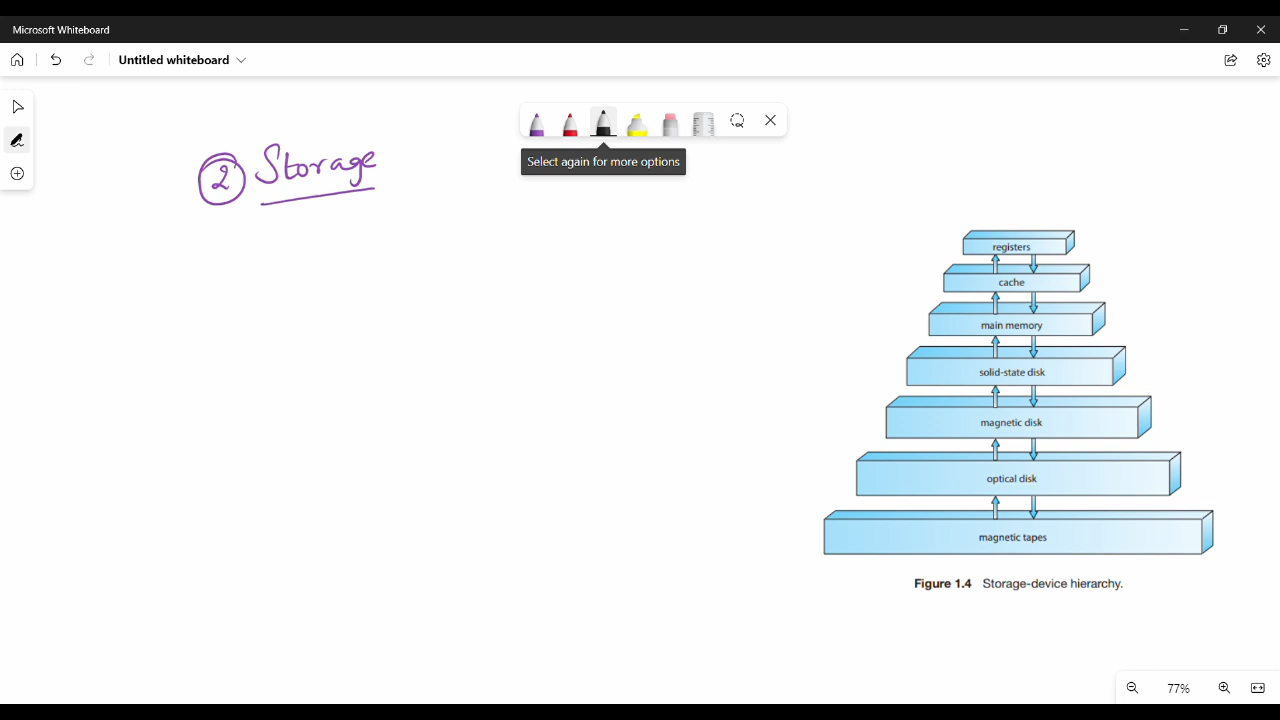 Microsoft Whiteboard
Untitled whiteboard
Select again for more options
② Storage
registers
cache
main memory
solid-state disk
magnetic disk
optical disk
magnetic tapes
Figure 1.4 Storage-device hierarchy.
77%